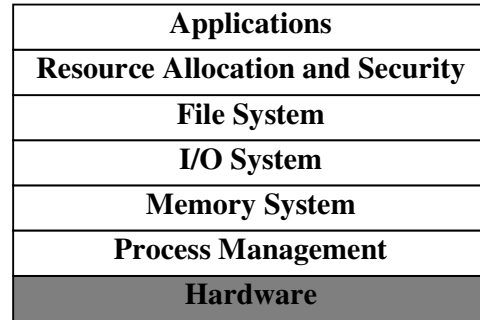 Applications
Resource Allocation and Security
File System
I/O System
Memory System
Process Management
Hardware